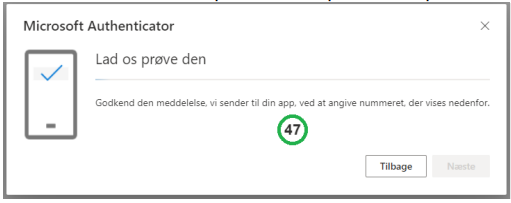 Microsoft Authenticator
Lad os prøve den
Godkend den meddelelse, vi sender til din app, ved at angive nummeret, der vises nedenfor.
47
Tilbage Næste